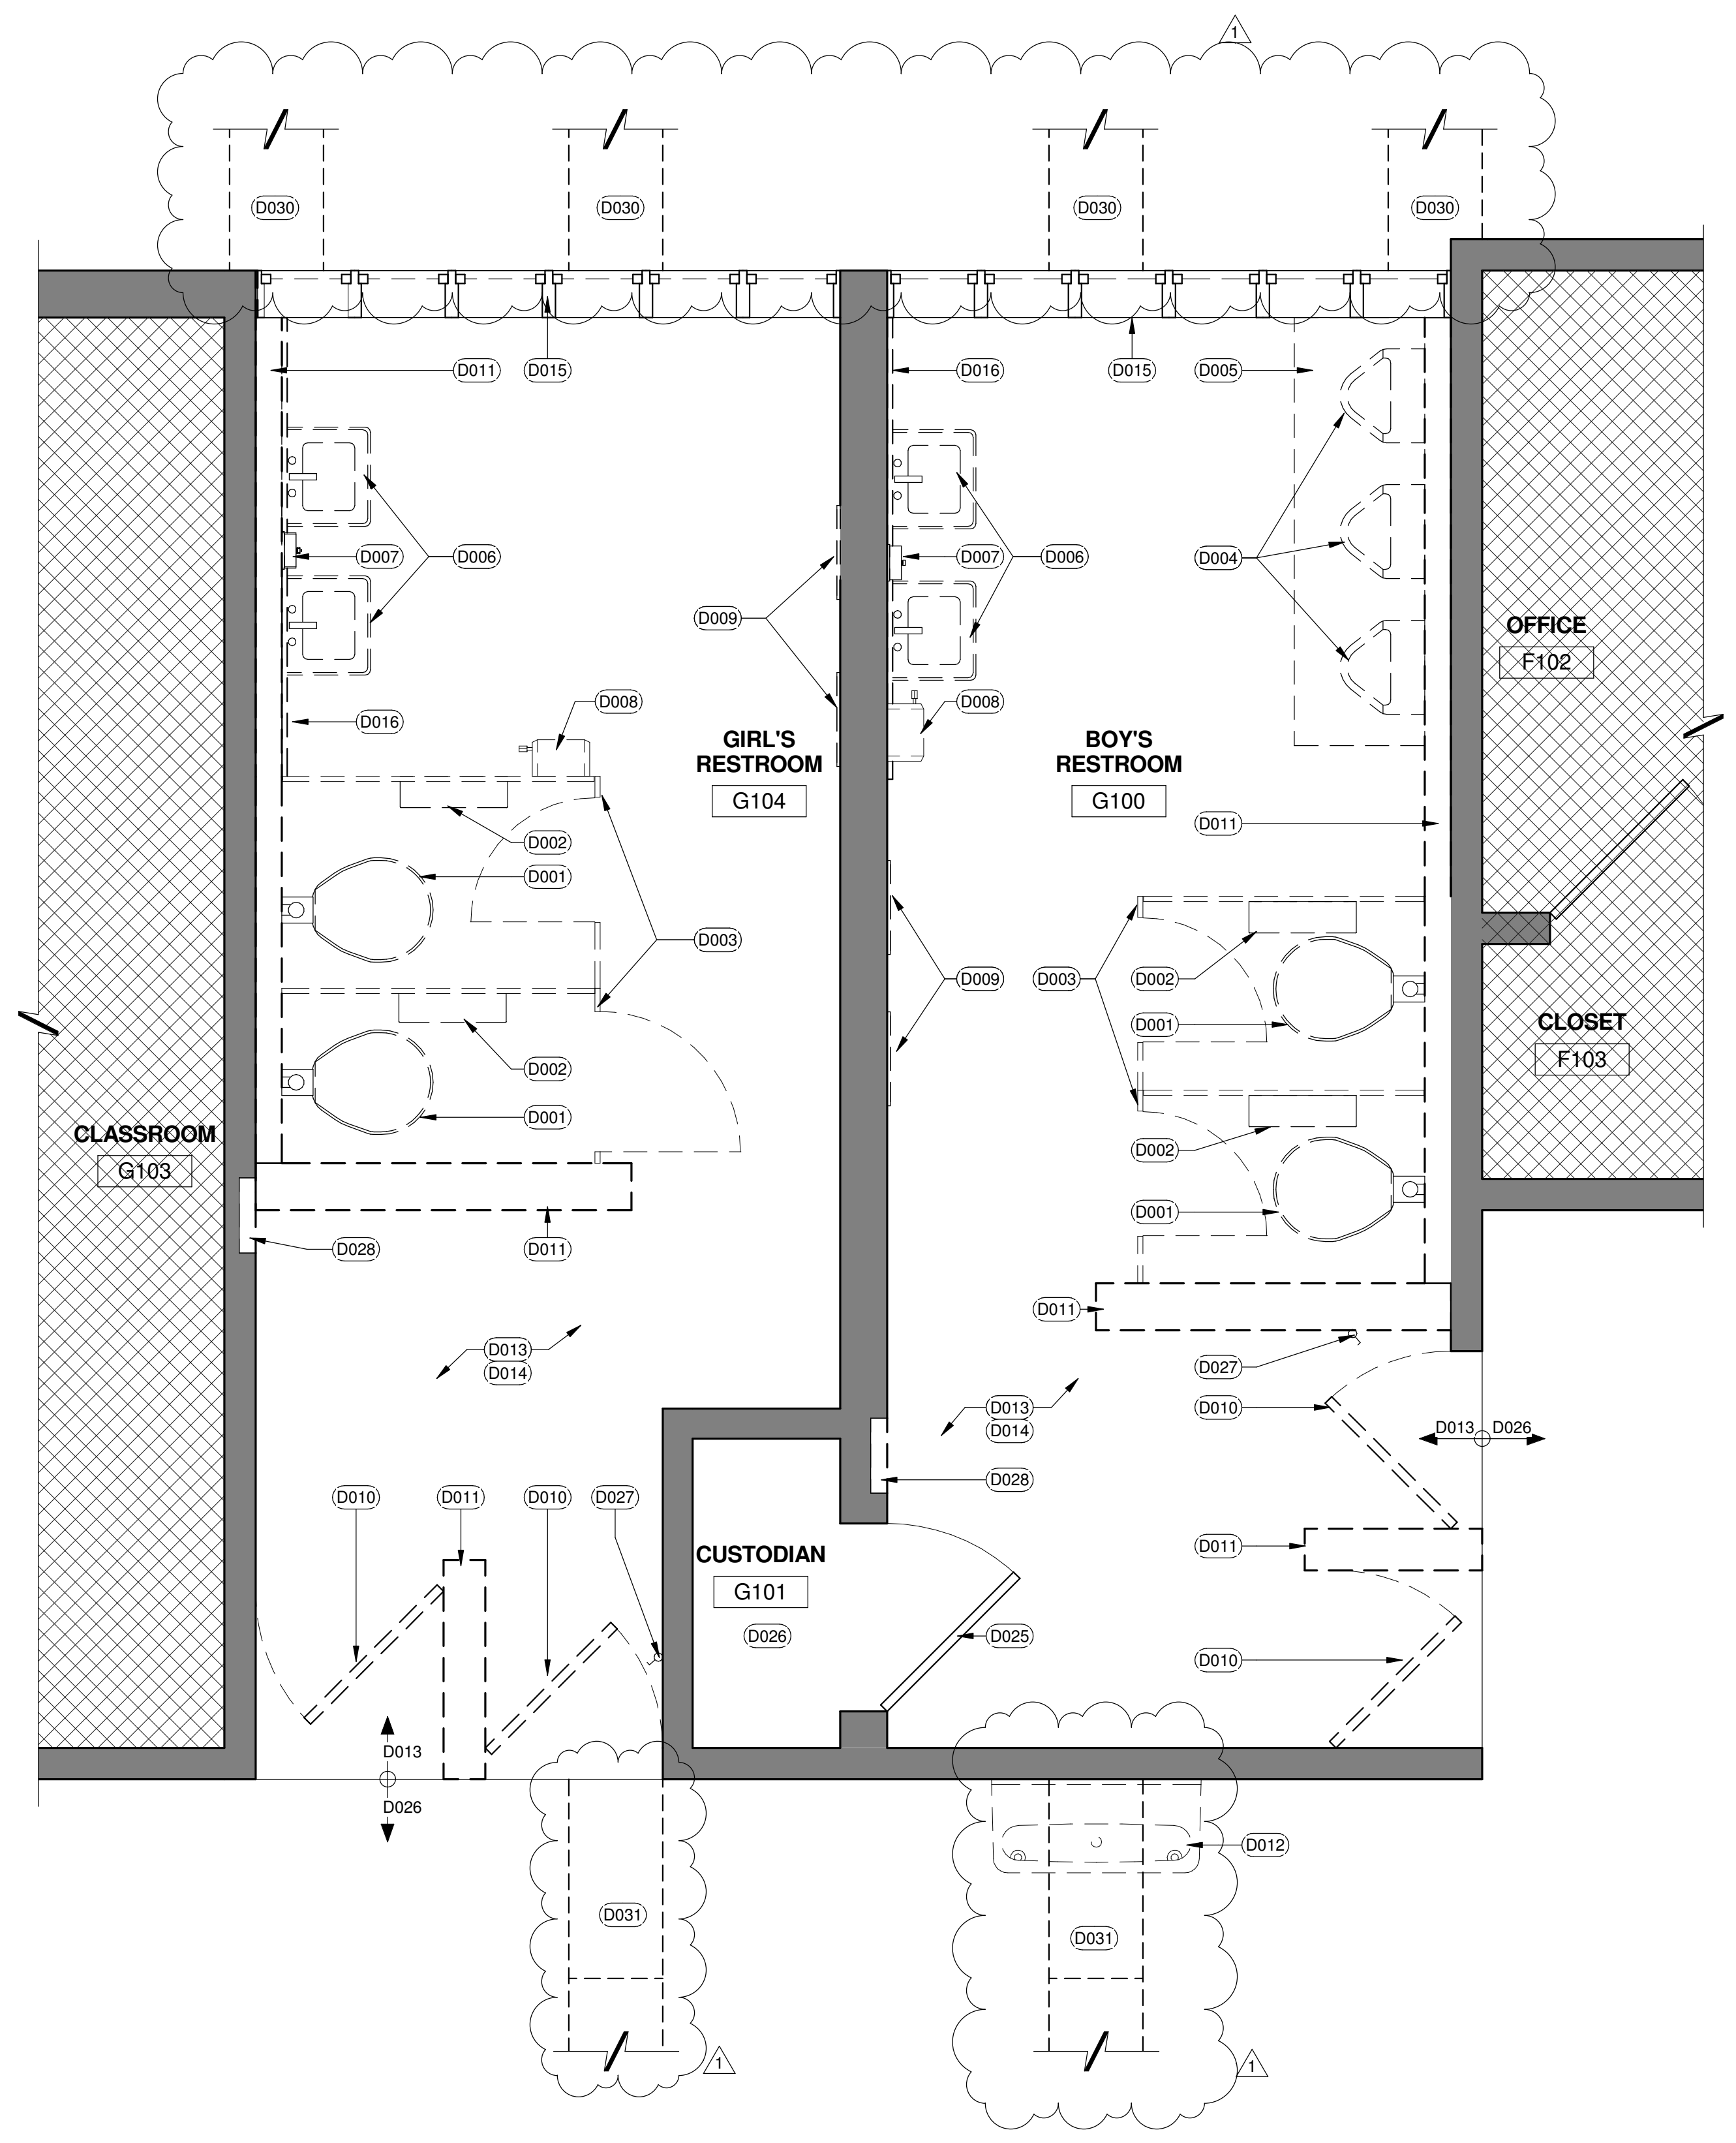 1
D030
D030
D030
D030
D011
D015
D016
D015
D005
D007
D006
D007
D006
D004
D009
OFFICE
F102
D016
D008
D008
GIRL'S
RESTROOM
G104
BOY'S
RESTROOM
G100
D011
D002
D001
D003
D009
D003
D002
D001
CLOSET
F103
D002
D001
CLASSROOM
G103
D002
D001
D028
D011
D011
D013
D014
D027
D013
D014
D010
D013
D026
D028
D010
D011
D010
D027
D011
CUSTODIAN
G101
D026
D025
D010
D013
D026
D012
D031
D031
1
1